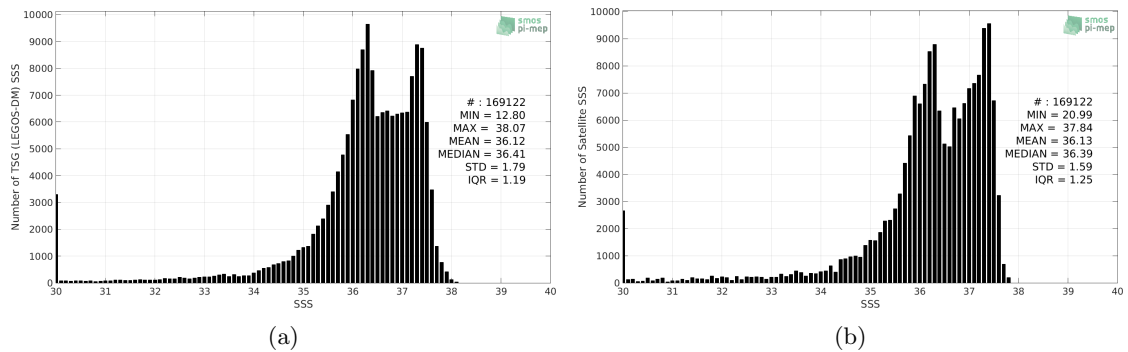 smos
pi-mep
Number of TSG (LEGOS-DM) SSS
10000
9000
8000
7000
6000
5000
4000
3000
2000
1000
0
# : 169122
MIN = 12.80
MAX = 38.07
MEAN = 36.12
MEDIAN = 36.41
STD = 1.79
IQR = 1.19
30 31 32 33 34 35 36 37 38 39 40
SSS
(a)
smos
pi-mep
Number of Satellite SSS
10000
9000
8000
7000
6000
5000
4000
3000
2000
1000
0
# : 169122
MIN = 20.99
MAX = 37.84
MEAN = 36.13
MEDIAN = 36.39
STD = 1.59
IQR = 1.25
30 31 32 33 34 35 36 37 38 39 40
SSS
(b)